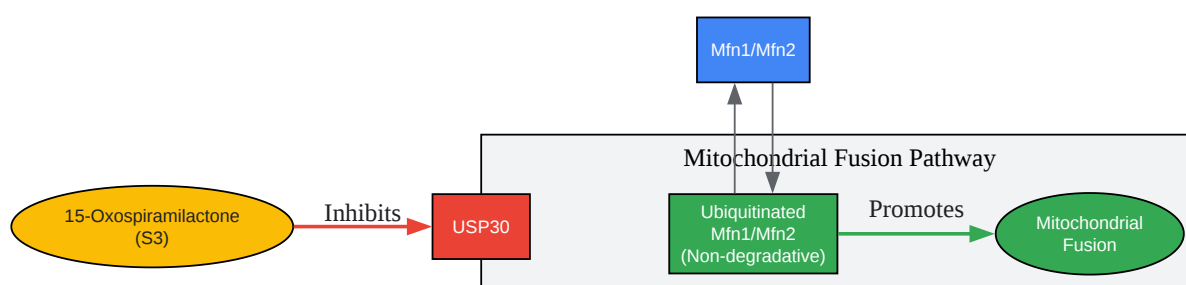 Mfn1/Mfn2
Mitochondrial Fusion Pathway
15-Oxospiramilactone
(S3)
Inhibits
USP30
Ubiquitinated
Mfn1/Mfn2
(Non-degradative)
Promotes
Mitochondrial
Fusion